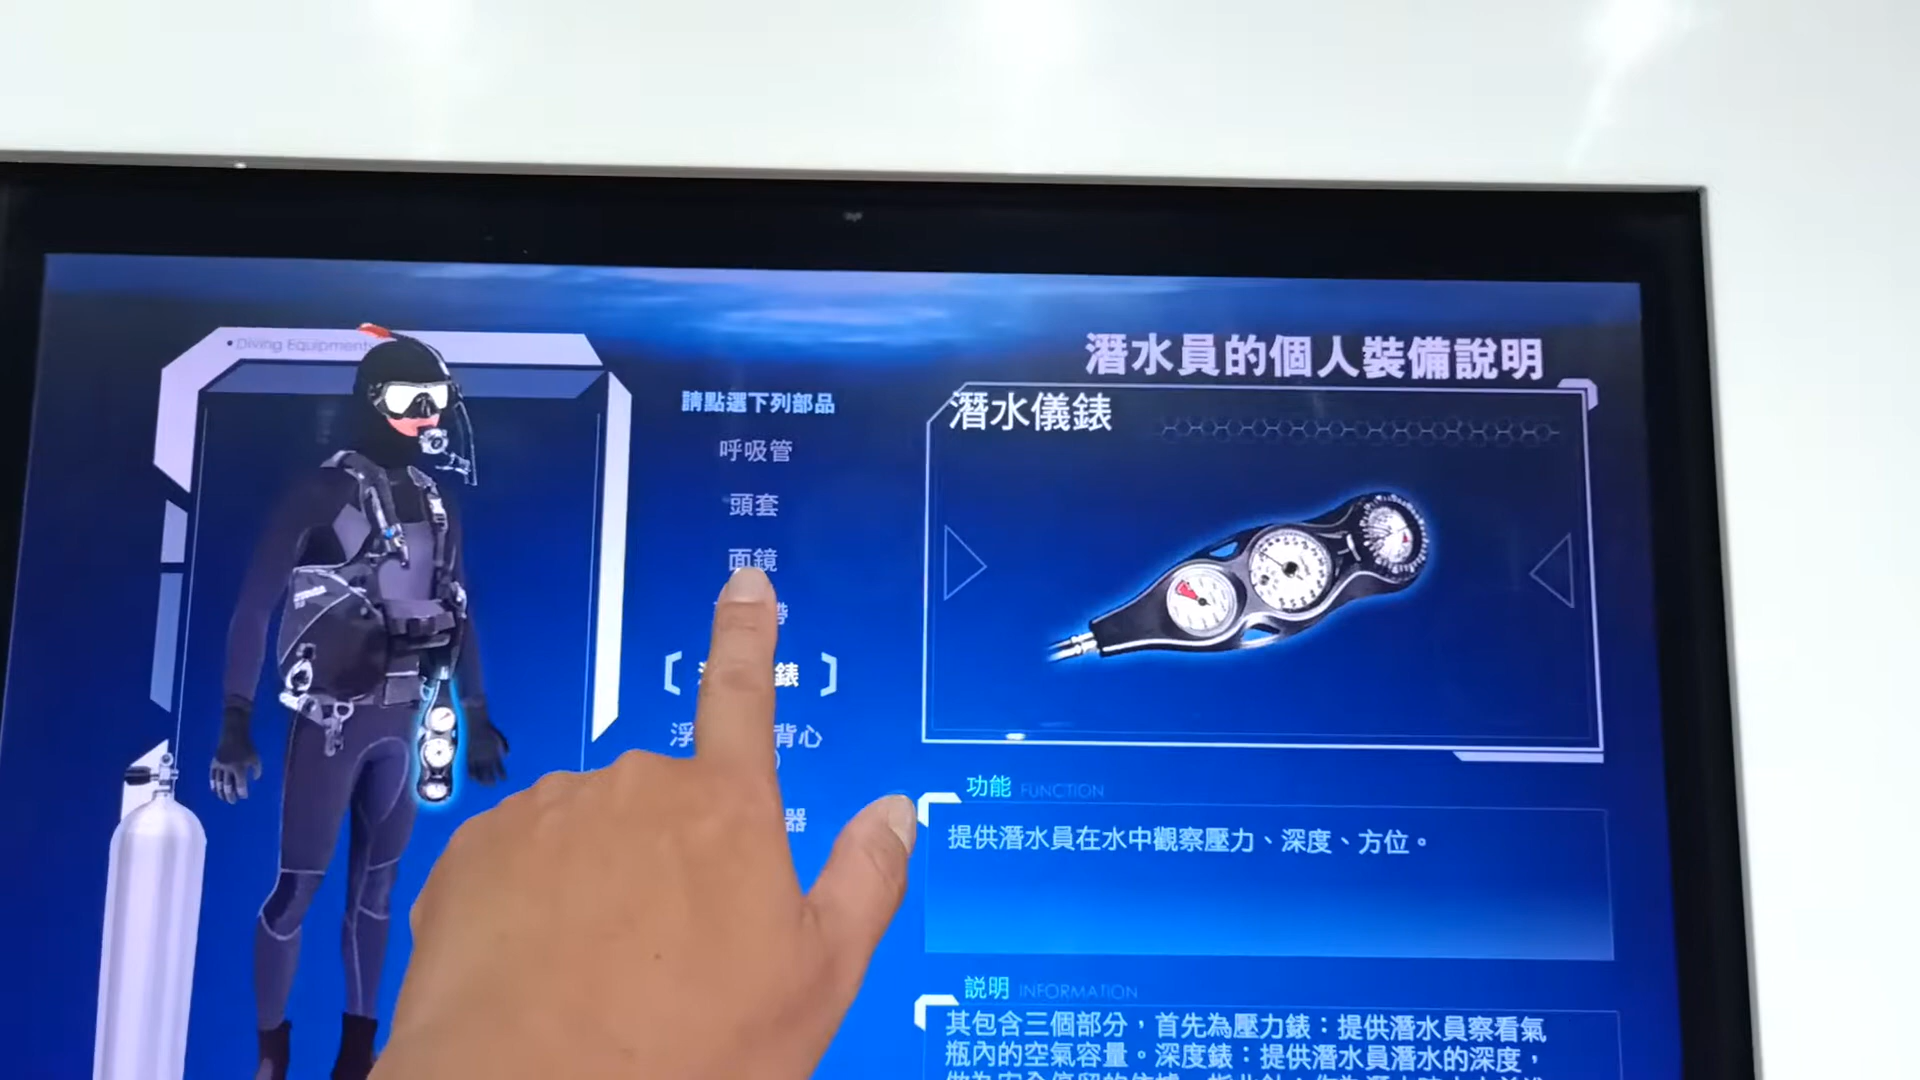 Diving Equipments
潛水員的個人裝備說明
請點選下列部品
呼吸管
頭套
面鏡
帶
錶
浮 背心
器
潛水儀錶
功能 FUNCTION
提供潛水員在水中觀察壓力、深度、方位。
說明 INFORMATION
其包含三個部分，首先為壓力錶：提供潛水員察看氣
瓶內的空氣容量。深度錶：提供潛水員潛水的深度，